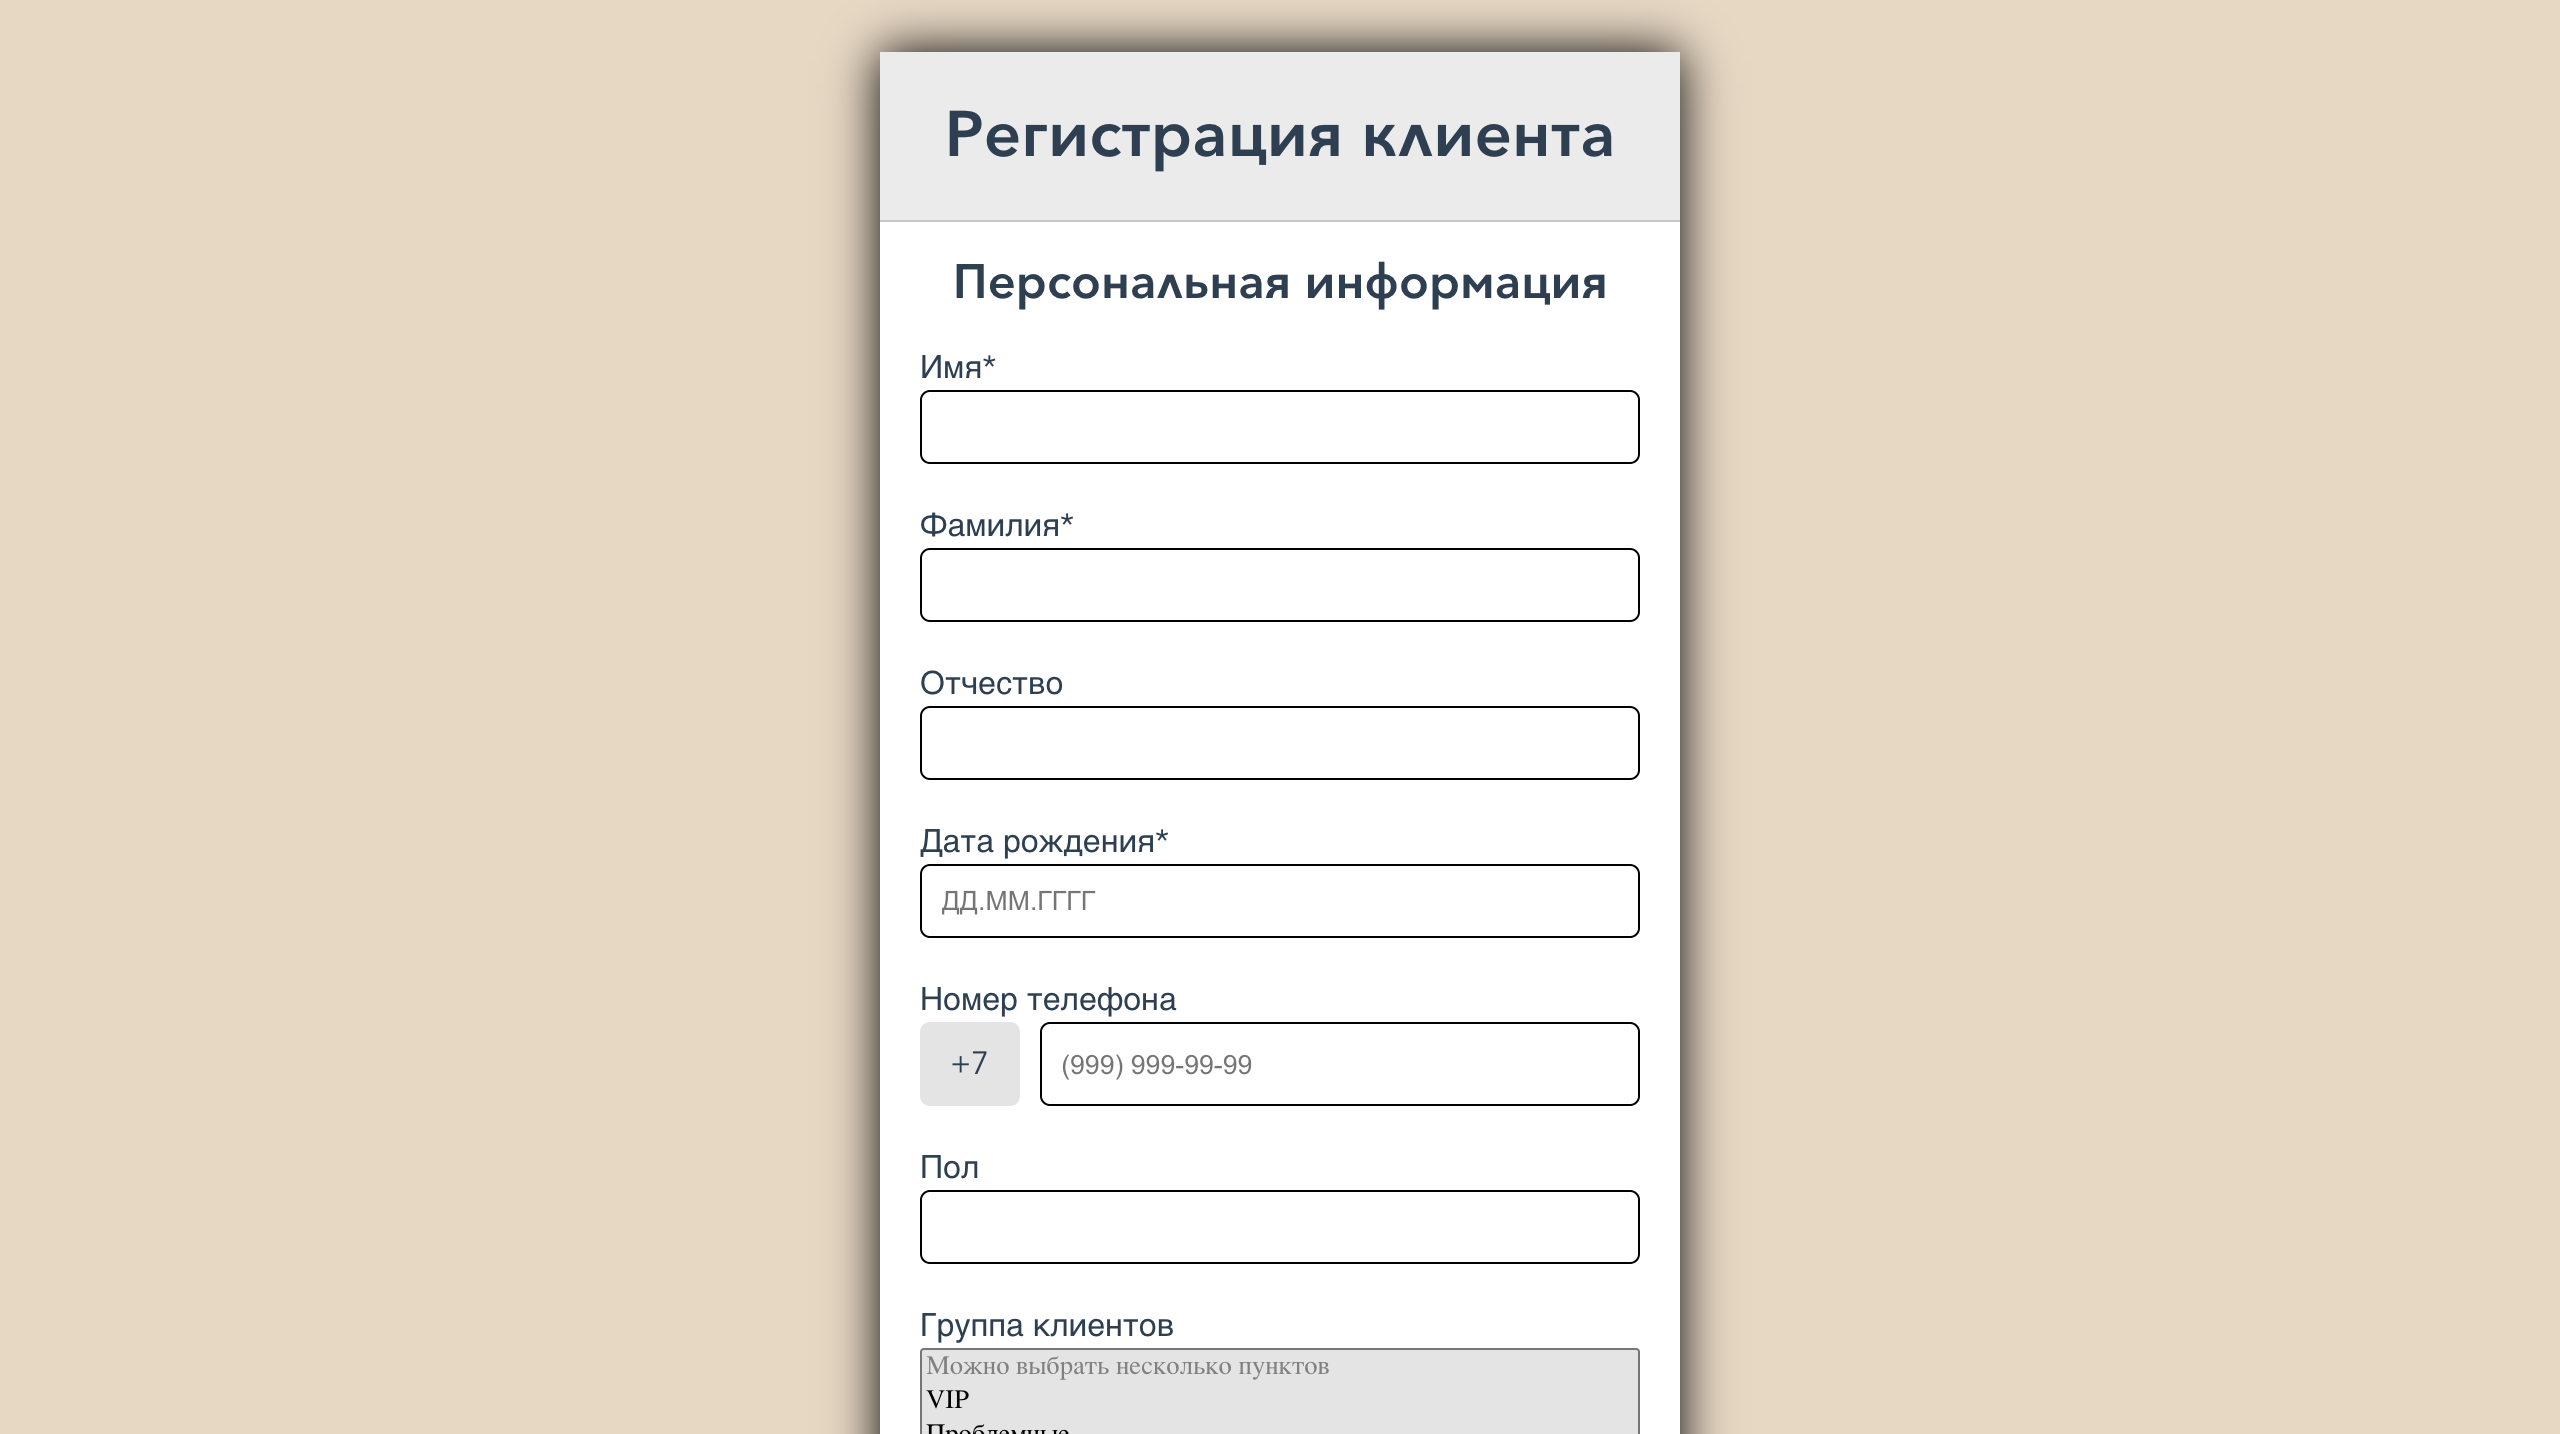 Регистрация клиента
Персональная информация
Имя*
Фамилия*
Отчество
Дата рождения*
ДД.ММ.ГГГГ
Номер телефона
+7 (999) 999-99-99
Пол
Группа клиентов
Можно выбрать несколько пунктов
VIP
Проблемные